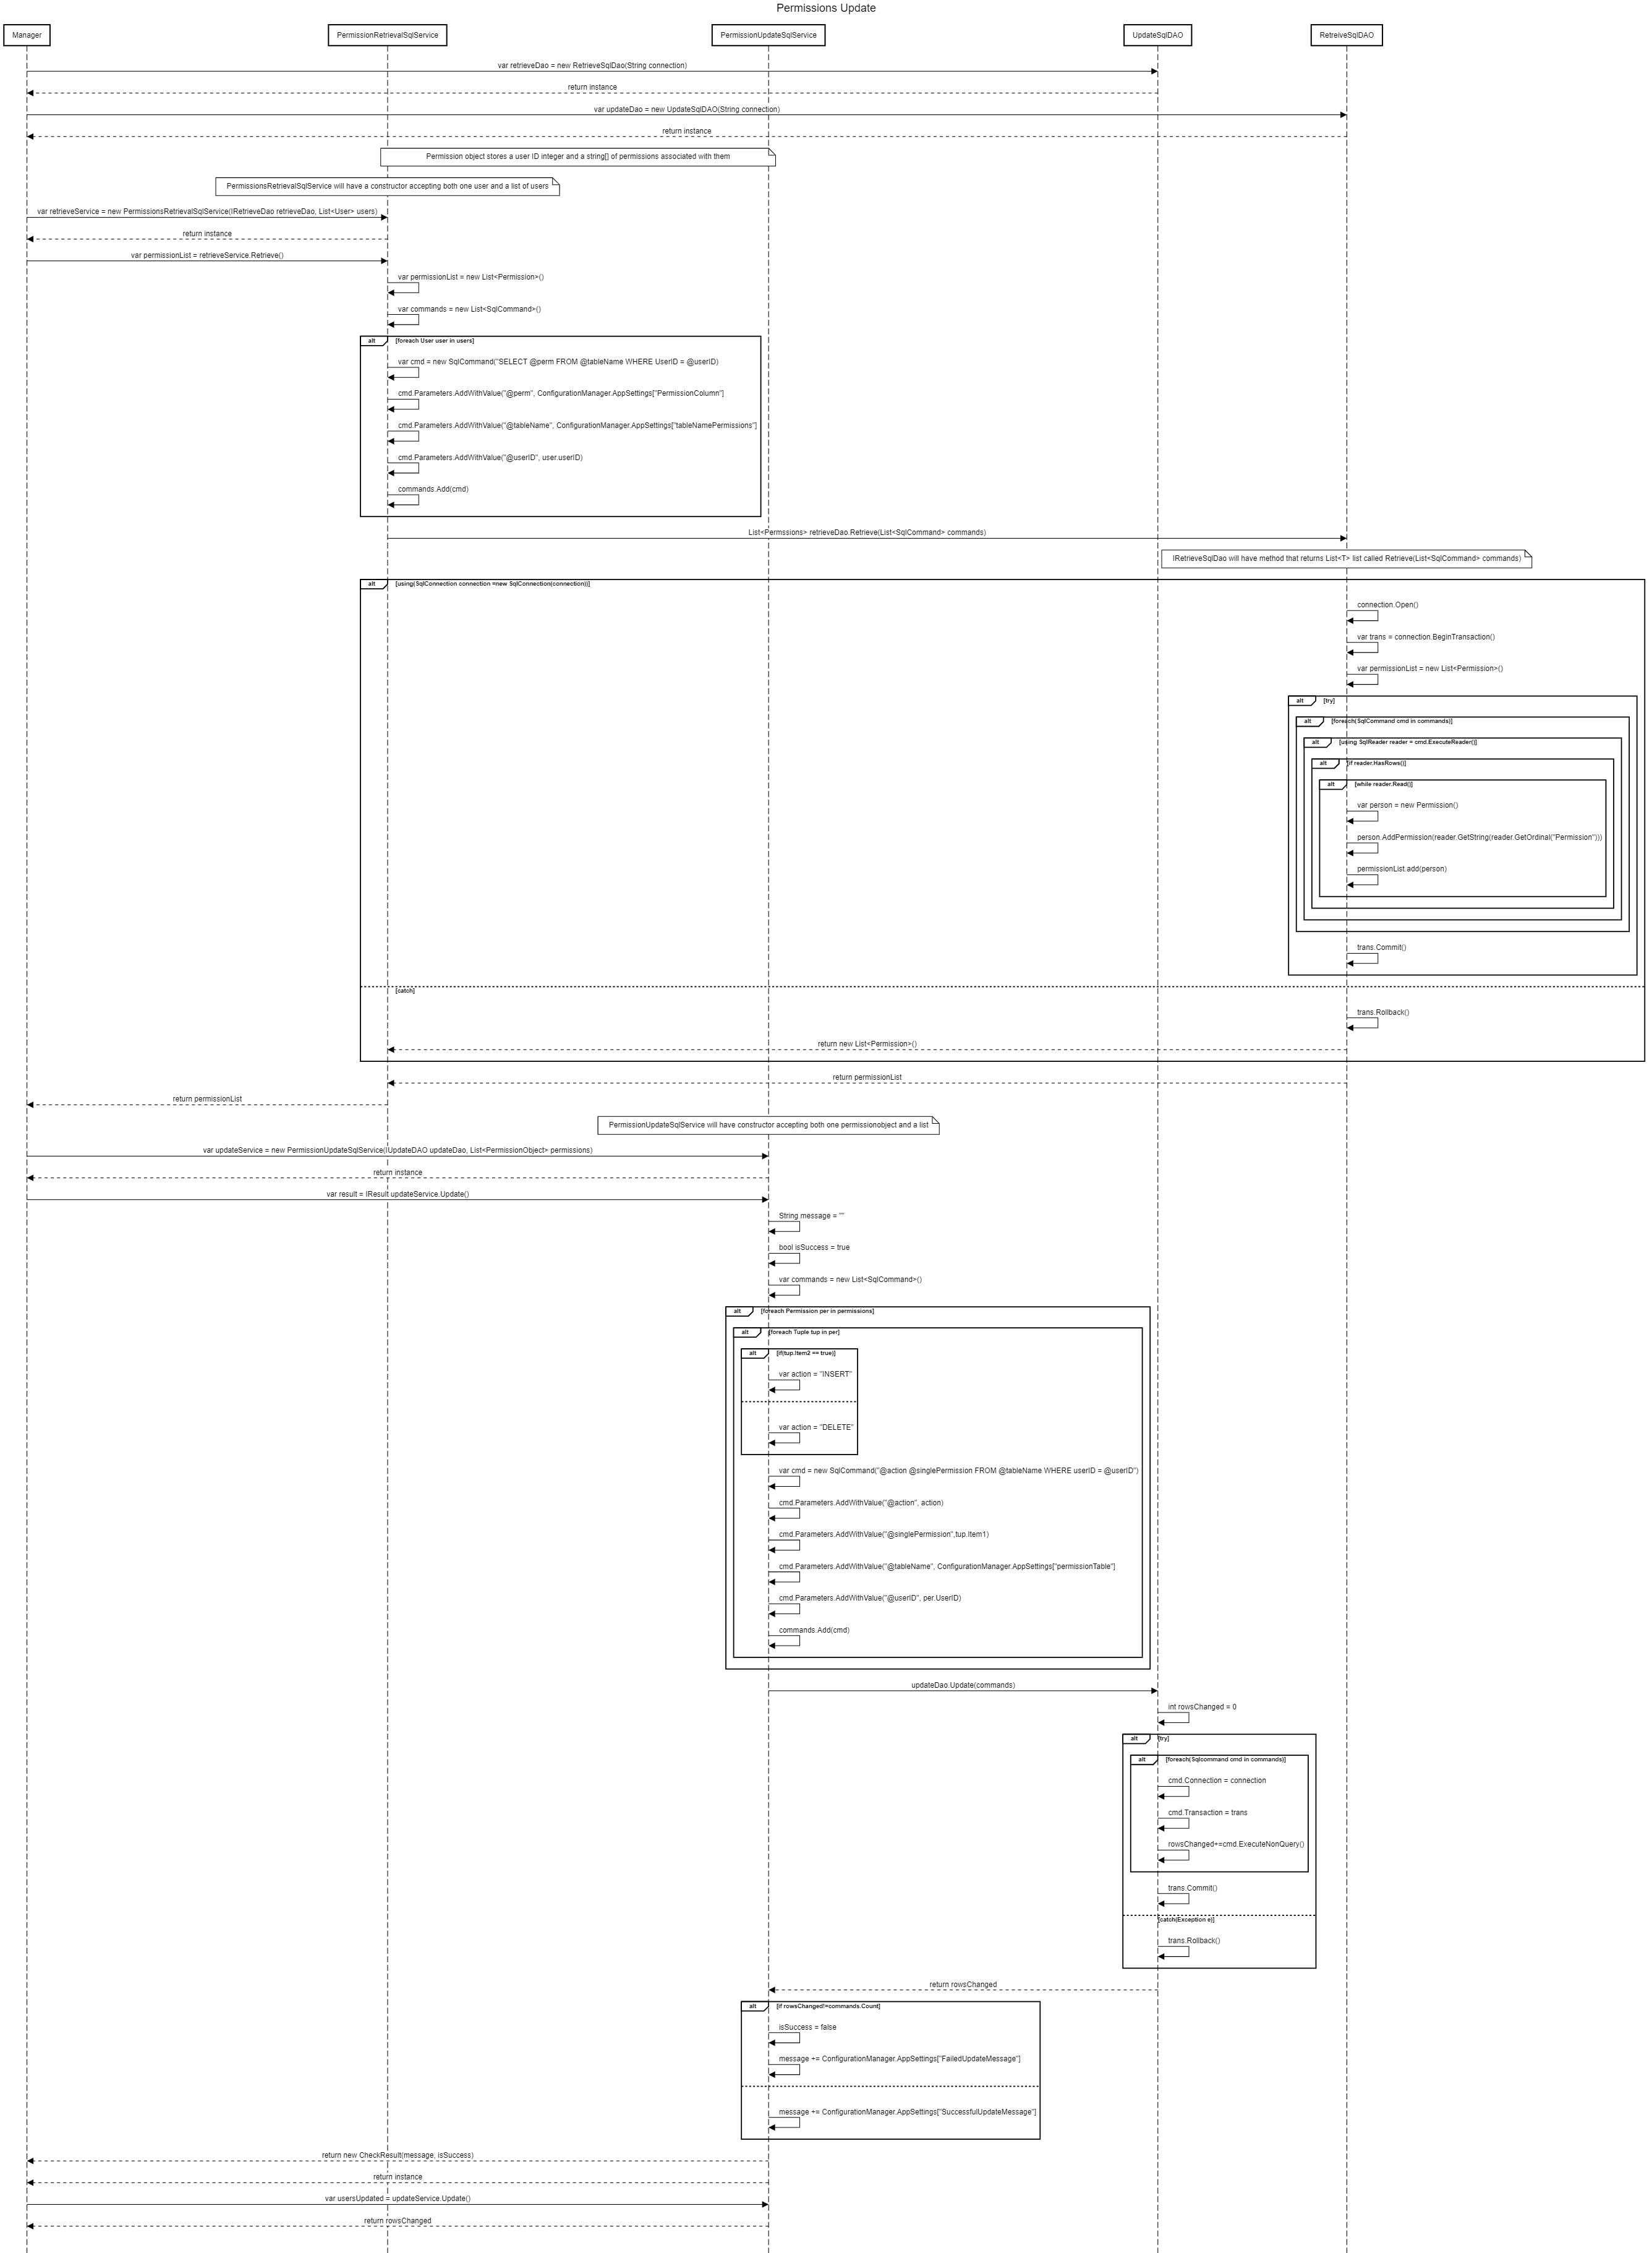 Permissions Update
Manager
PermissionRetrievalSqlService
PermissionUpdateSqlService
UpdateSqlDAO
RetreiveSqlDAO
var retrieveDao = new RetrieveSqlDao(String connection)
return instance
var updateDao = new UpdateSqlDAO(String connection)
return instance
Permission object stores a user ID integer and a string[] of permissions associated with them
PermissionsRetrievalSqlService will have a constructor accepting both one user and a list of users
var retrieveService = new PermissionsRetrievalSqlService(IRetrieveDao retrieveDao, List<User> users)
return instance
var permissionList = retrieveService.Retrieve()
var permissionList = new List<Permission>()
var commands = new List<SqlCommand>()
alt [foreach User user in users]
var cmd = new SqlCommand("SELECT @perm FROM @tableName WHERE UserID = @userID)
cmd.Parameters.AddWithValue("@perm", ConfigurationManager.AppSettings["PermissionColumn"]
cmd.Parameters.AddWithValue("@tableName", ConfigurationManager.AppSettings["tableNamePermissions"]
cmd.Parameters.AddWithValue("@userID", user.userID)
commands.Add(cmd)
List<Permssions> retrieveDao.Retrieve(List<SqlCommand> commands)
IRetrieveSqlDao will have method that returns List<T> list called Retrieve(List<SqlCommand> commands)
alt [using(SqlConnection connection =new SqlConnection(connection))]
connection.Open()
var trans = connection.BeginTransaction()
var permissionList = new List<Permission>()
alt [try]
alt [foreach(SqlCommand cmd in commands)]
alt [using SqlReader reader = cmd.ExecuteReader()]
alt [if reader.HasRows()]
alt [while reader.Read()]
var person = new Permission()
person.AddPermission(reader.GetString(reader.GetOrdinal("Permission")))
permissionList.add(person)
trans.Commit()
[catch]
trans.Rollback()
return new List<Permission>()
return permissionList
return permissionList
PermissionUpdateSqlService will have constructor accepting both one permissionobject and a list
var updateService = new PermissionUpdateSqlService(IUpdateDAO updateDao, List<PermissionObject> permissions)
return instance
var result = IResult updateService.Update()
String message = ""
bool isSuccess = true
var commands = new List<SqlCommand>()
alt [foreach Permission per in permissions]
alt [foreach Tuple tup in per]
alt [if(tup.Item2 == true)]
var action = "INSERT"
var action = "DELETE"
var cmd = new SqlCommand("@action @singlePermission FROM @tableName WHERE userID = @userID")
cmd.Parameters.AddWithValue("@action", action)
cmd.Parameters.AddWithValue("@singlePermission",tup.Item1)
cmd.Parameters.AddWithValue("@tableName", ConfigurationManager.AppSettings["permissionTable"]
cmd.Parameters.AddWithValue("@userID", per.UserID)
commands.Add(cmd)
updateDao.Update(commands)
int rowsChanged = 0
alt [try]
alt [foreach(Sqlcommand cmd in commands)]
cmd.Connection = connection
cmd.Transaction = trans
rowsChanged+=cmd.ExecuteNonQuery()
trans.Commit()
[catch(Exception e)]
trans.Rollback()
return rowsChanged
alt [if rowsChanged!=commands.Count]
isSuccess = false
message += ConfigurationManager.AppSettings["FailedUpdateMessage"]
message += ConfigurationManager.AppSettings["SuccessfulUpdateMessage"]
return new CheckResult(message, isSuccess)
return instance
var usersUpdated = updateService.Update()
return rowsChanged